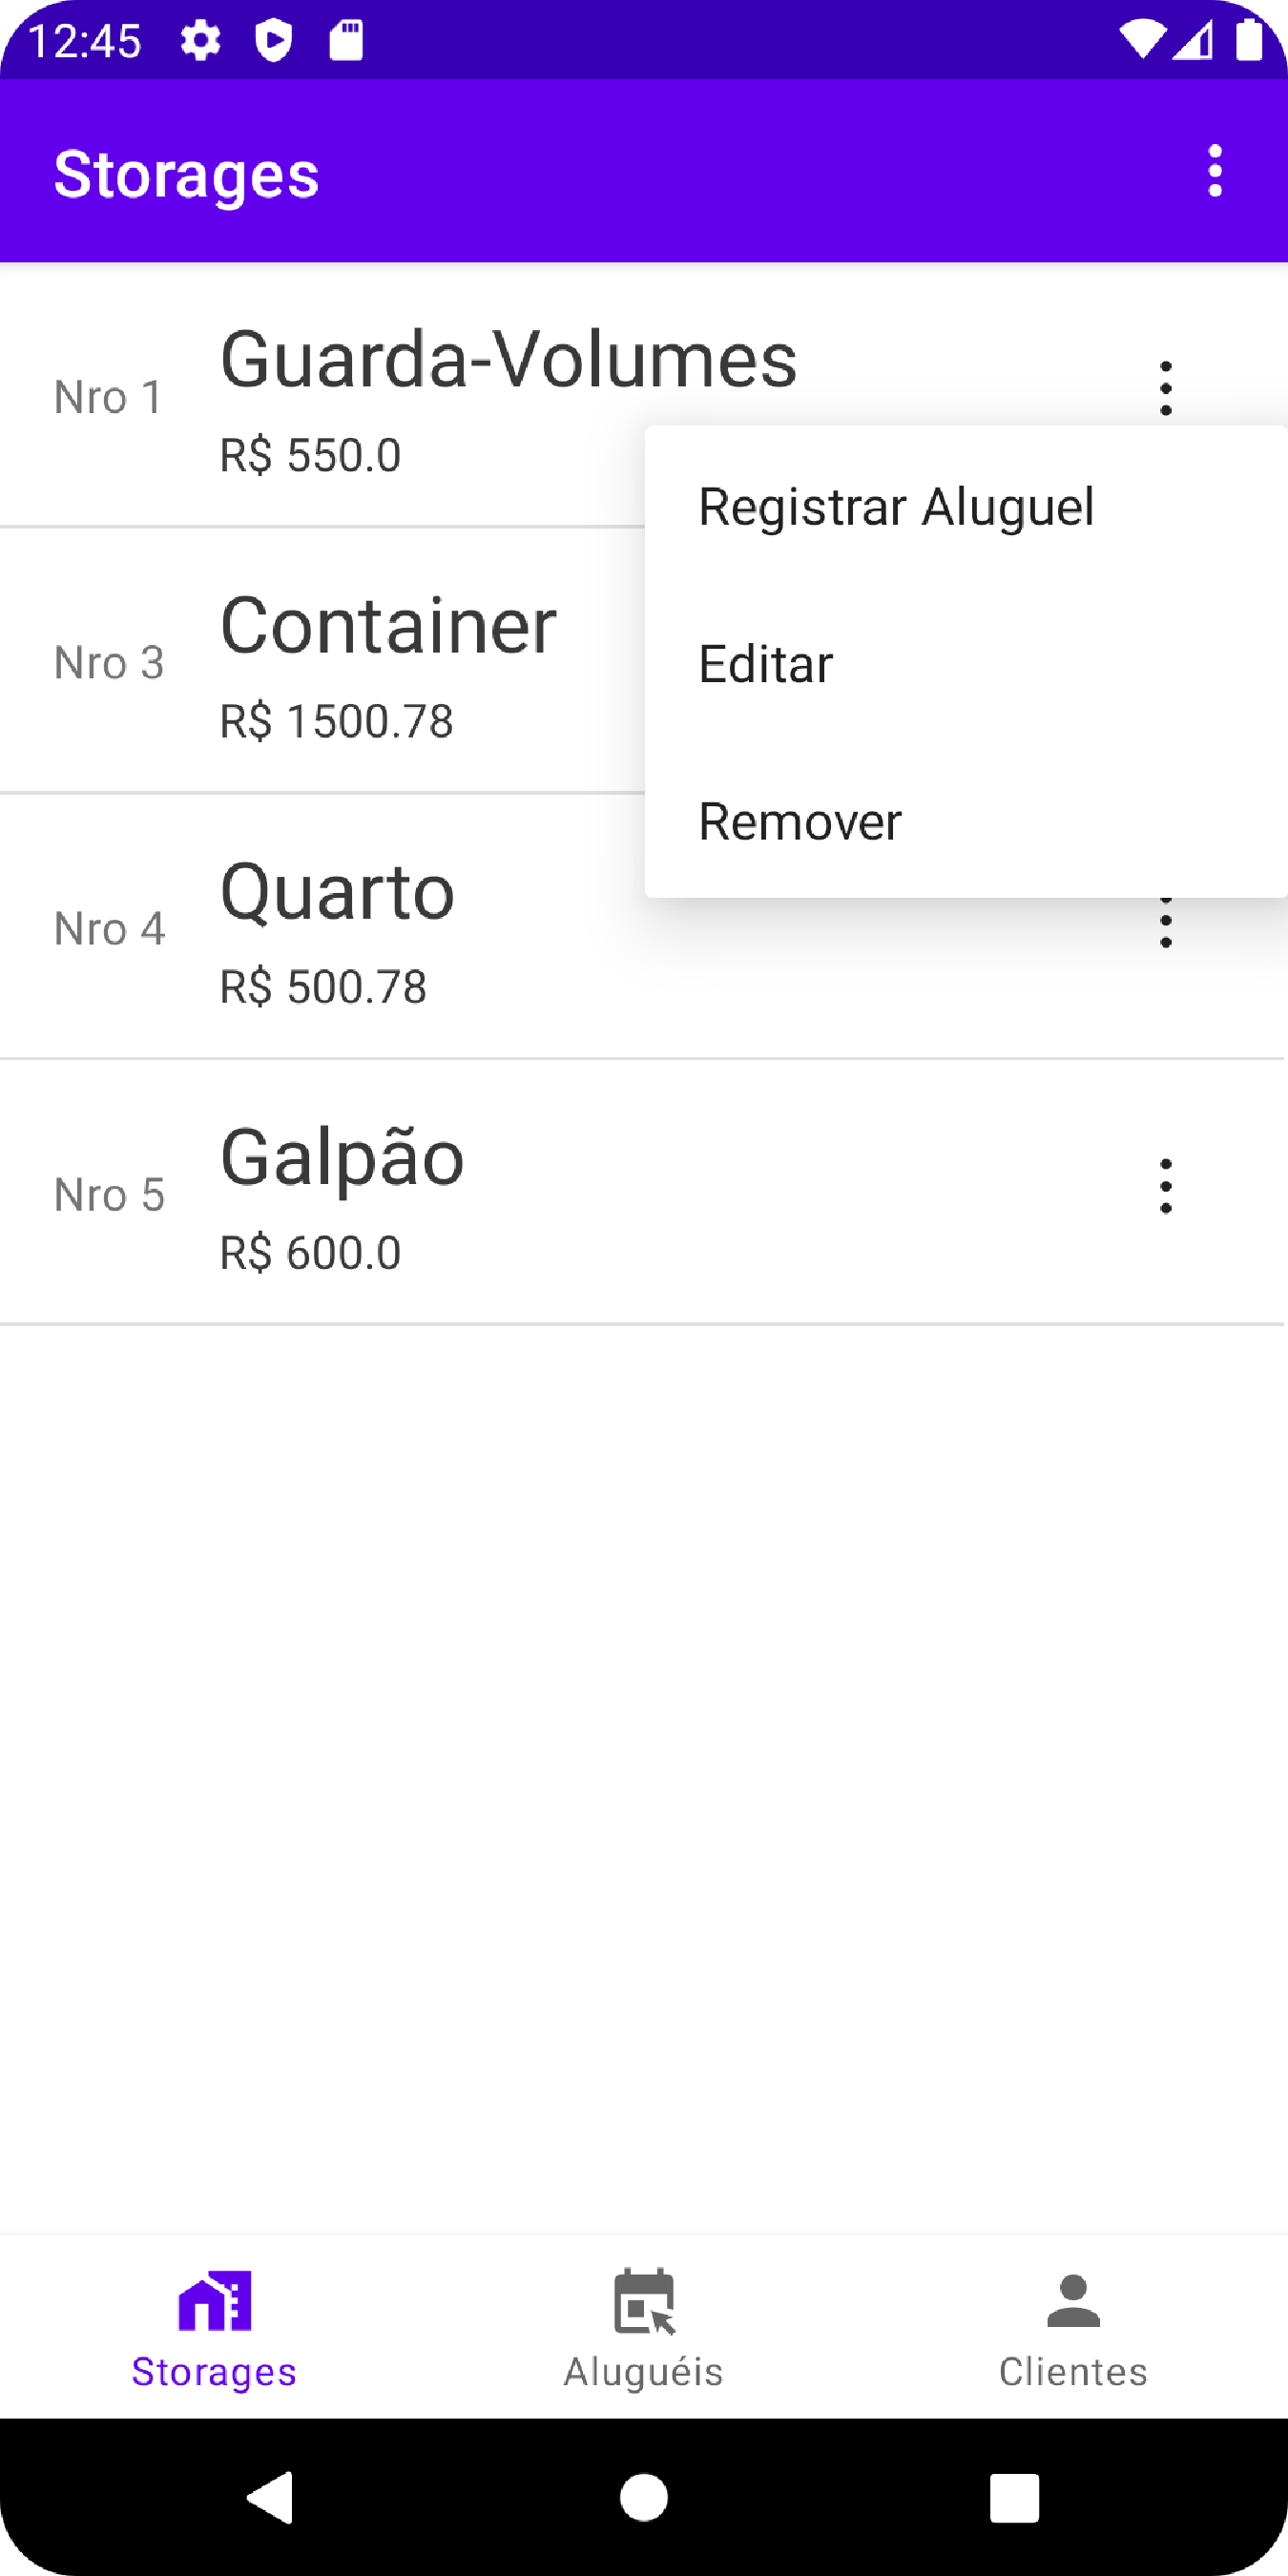 12:45
Storages
Nro 1
Guarda-Volumes
R$ 550.0
Registrar Aluguel
Editar
Remover
Nro 3
Container
R$ 1500.78
Nro 4
Quarto
R$ 500.78
Nro 5
Galpão
R$ 600.0
Storages
Aluguéis
Clientes